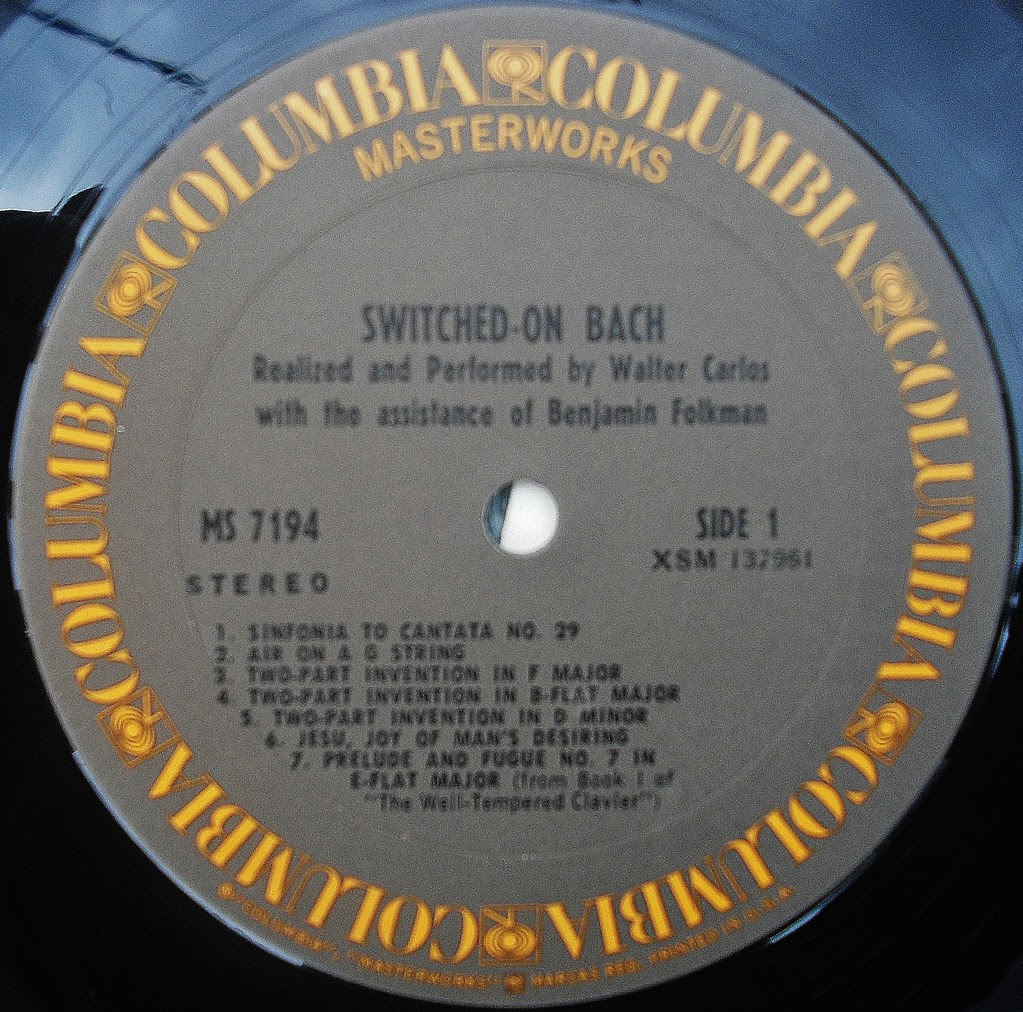 COLUMBIA COLUMBIA COLUMBIA COLUMBIA COLUMBIA COLUMBIA COLUMBIA COLUMBIA
MASTERWORKS
SWITCHED-ON BACH
Realized and Performed by Walter Carlos
with the assistance of Benjamin Folkman
MS 7194
SIDE 1
XSM 137961
STEREO
1. SINFONIA TO CANTATA NO. 29
2. AIR ON A G STRING
3. TWO-PART INVENTION IN F MAJOR
4. TWO-PART INVENTION IN B-FLAT MAJOR
5. TWO-PART INVENTION IN D MINOR
6. JESU, JOY OF MAN'S DESIRING
7. PRELUDE AND FUGUE NO. 7 IN
E-FLAT MAJOR (from Book I of
"The Well-Tempered Clavier")
"COLUMBIA", "MASTERWORKS" MARCAS REG. PRINTED IN U.S.A.